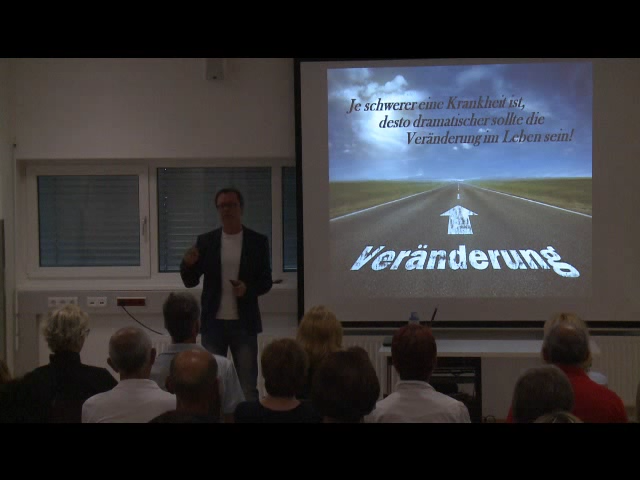 Je schwerer eine Krankheit ist,
desto dramatischer sollte die
Veränderung im Leben sein!
Veränderung